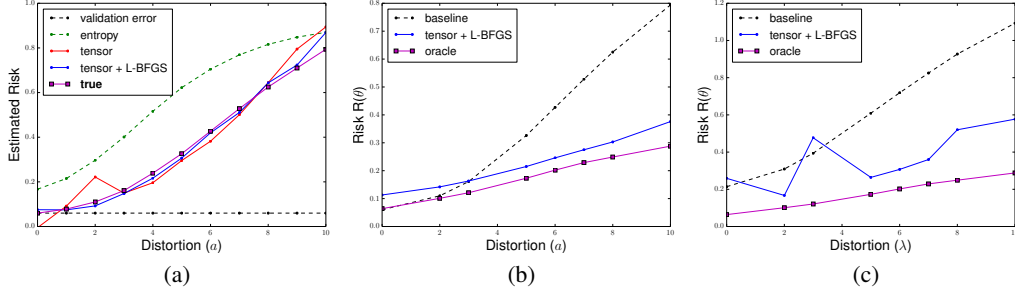 validation error
entropy
tensor
tensor + L-BFGS
true
Estimated Risk
1.0
0.8
0.6
0.4
0.2
0.0
0 2 4 6 8 10
Distortion (a)
(a)
baseline
tensor + L-BFGS
oracle
Risk R(θ)
0.8
0.7
0.6
0.5
0.4
0.3
0.2
0.1
0.0
0 2 4 6 8 10
Distortion (a)
(b)
baseline
tensor + L-BFGS
oracle
Risk R(θ)
1.2
1.0
0.8
0.6
0.4
0.2
0.0
0 2 4 6 8 10
Distortion (λ)
(c)